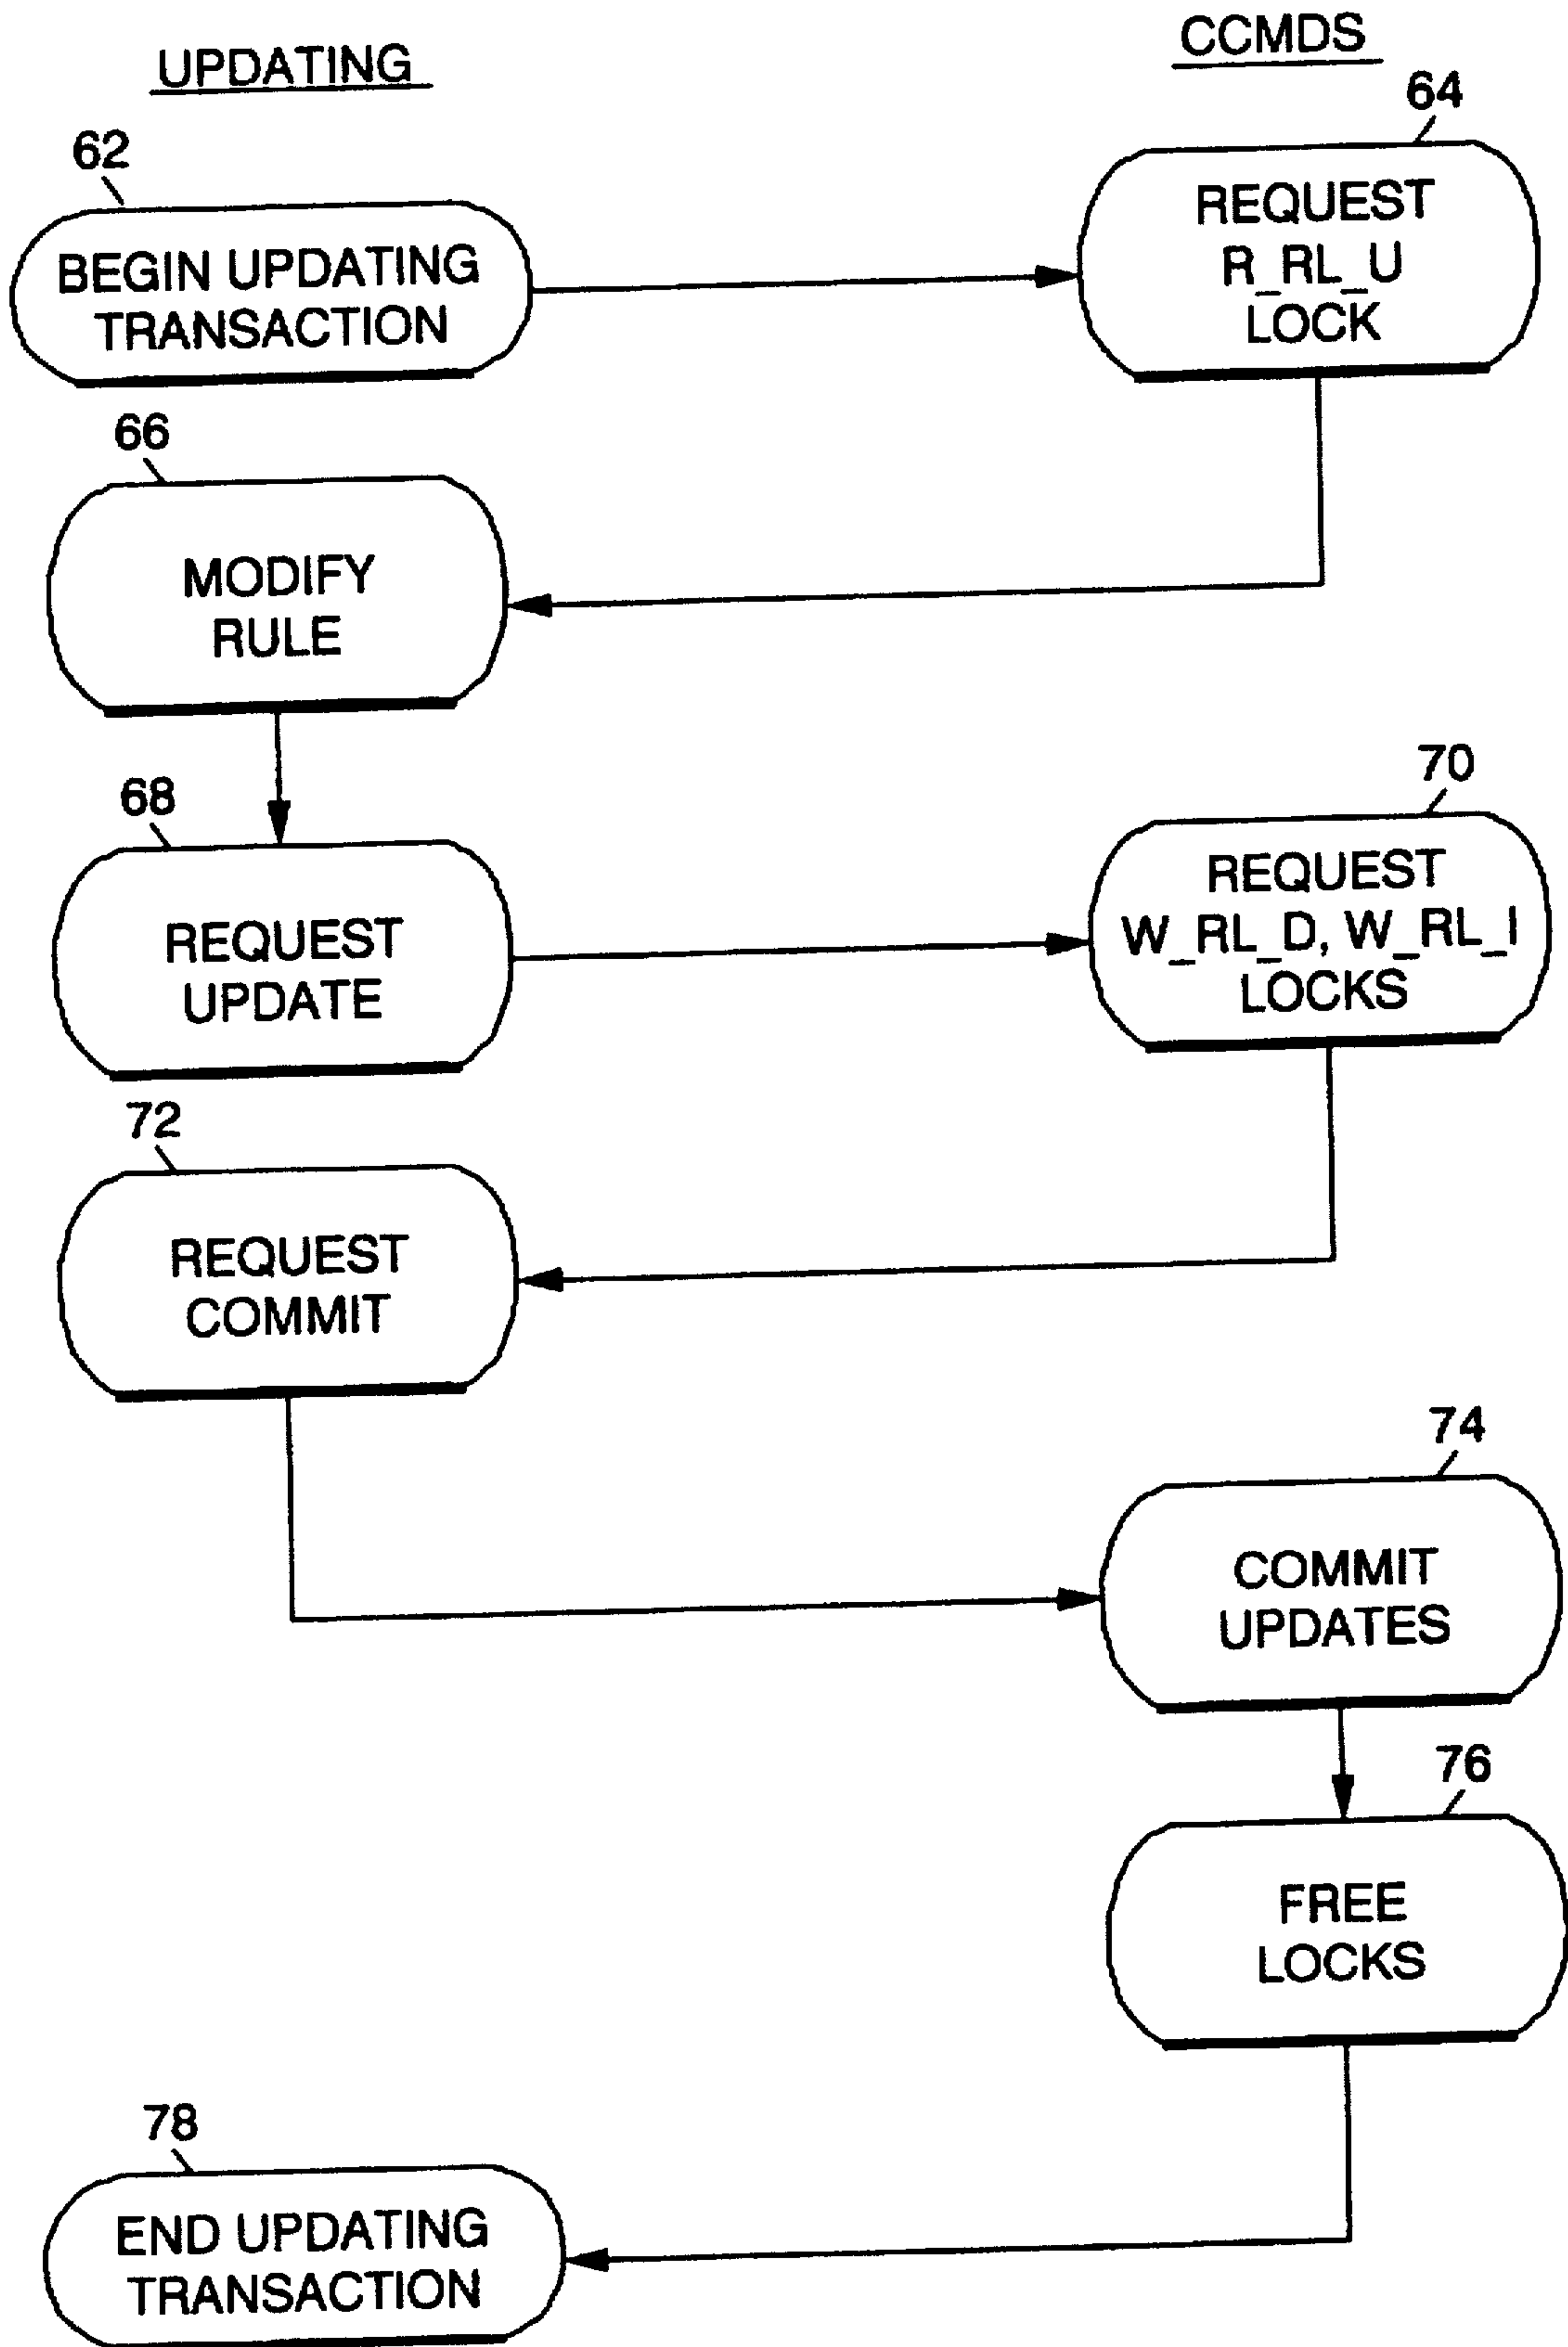 UPDATING
CCMDS
62
64
BEGIN UPDATING
TRANSACTION
REQUEST
R_RL_U
LOCK
66
MODIFY
RULE
68
REQUEST
UPDATE
70
REQUEST
W_RL_D, W_RL_I
LOCKS
72
REQUEST
COMMIT
74
COMMIT
UPDATES
76
FREE
LOCKS
78
END UPDATING
TRANSACTION